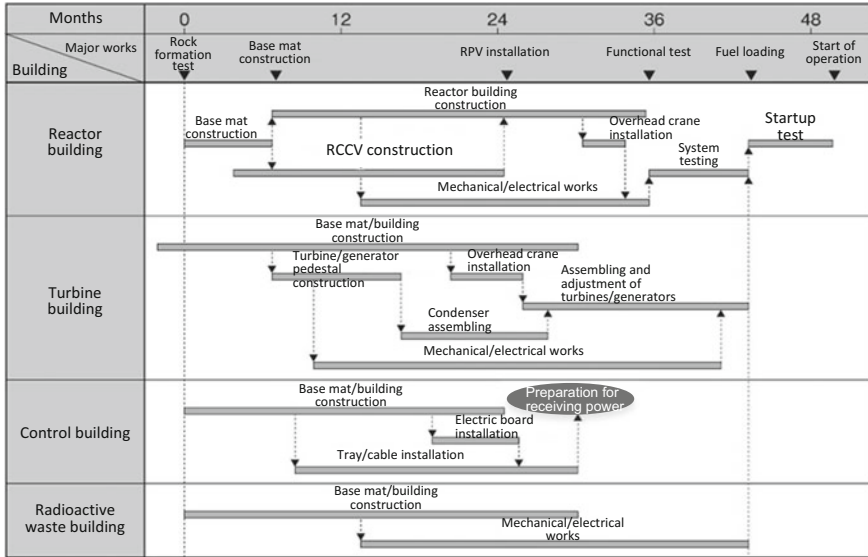 Months 0 12 24 36 48
Major works
Building
Rock
formation
test
Base mat
construction
RPV installation
Functional test
Fuel loading
Start of
operation
Reactor
building
Base mat
construction
Reactor building
construction
RCCV construction
Mechanical/electrical works
Overhead crane
installation
System
testing
Startup
test
Turbine
building
Base mat/building
construction
Turbine/generator
pedestal
construction
Overhead crane
installation
Assembling and
adjustment of
turbines/generators
Condenser
assembling
Mechanical/electrical works
Control building
Base mat/building
construction
Preparation for
receiving power
Electric board
installation
Tray/cable installation
Radioactive
waste building
Base mat/building
construction
Mechanical/electrical
works